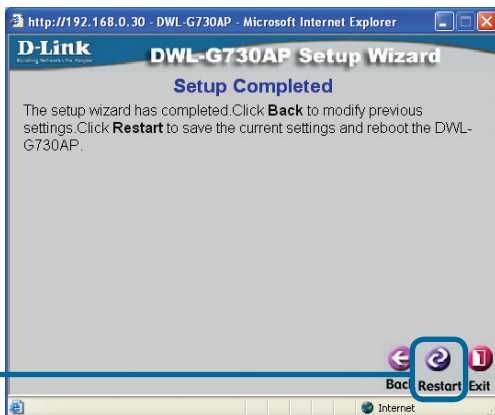 http://192.168.0.30 - DWL-G730AP - Microsoft Internet Explorer
D-Link
Building Networks for People
DWL-G730AP Setup Wizard
Setup Completed
The setup wizard has completed.Click Back to modify previous
settings.Click Restart to save the current settings and reboot the DWL-
G730AP.
Back Restart Exit
Internet